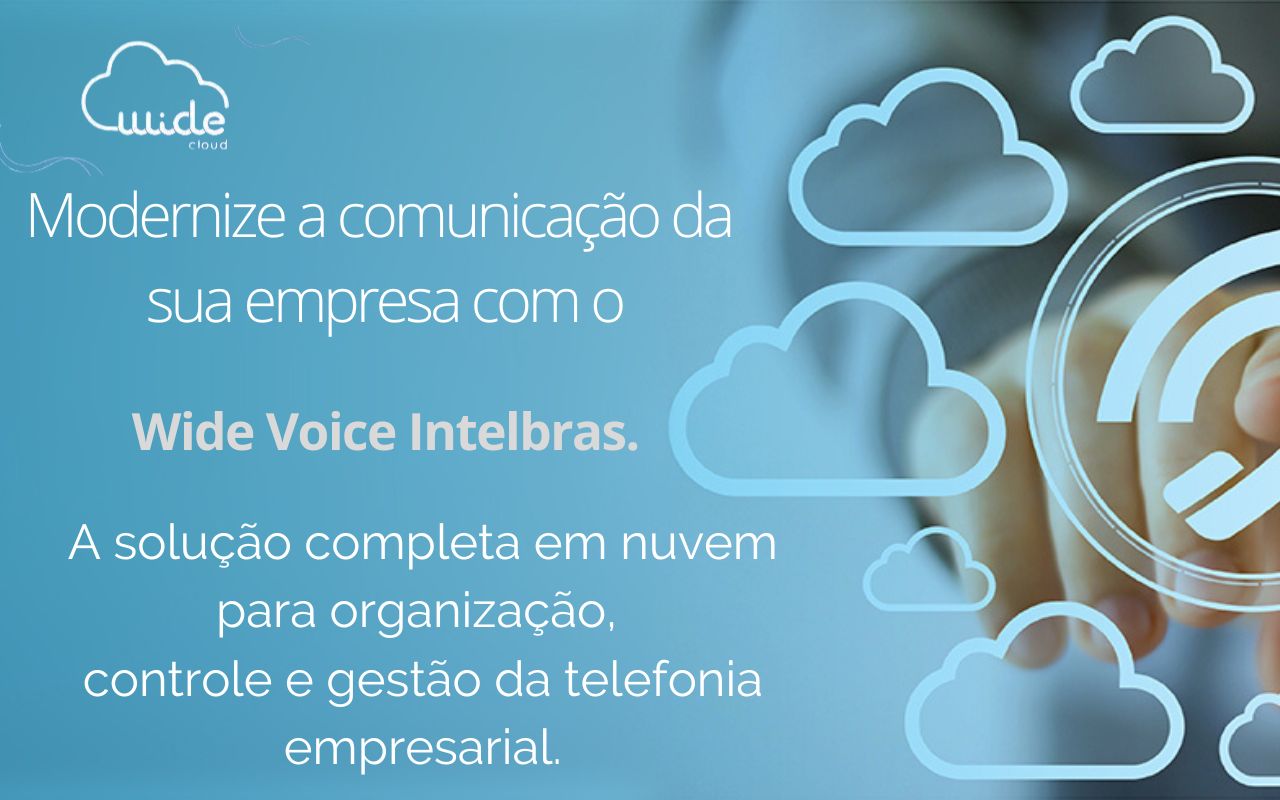 wide
cloud
Modernize a comunicação da
sua empresa com o
Wide Voice Intelbras.
A solução completa em nuvem
para organização,
controle e gestão da telefonia
empresarial.